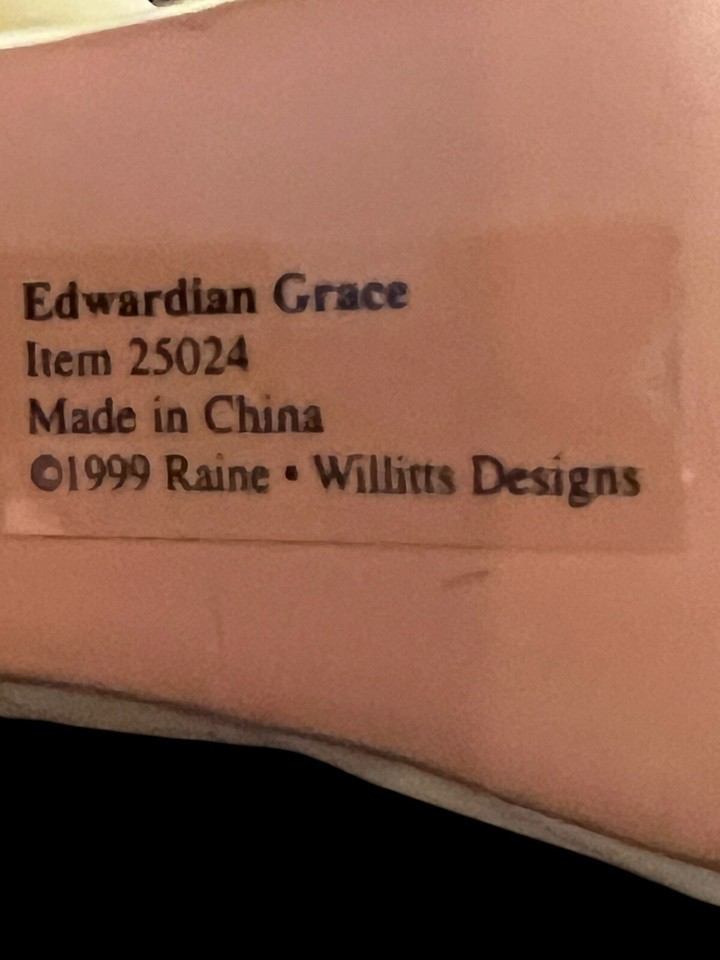 Edwardian Grace
Item 25024
Made in China
©1999 Raine • Willitts Designs